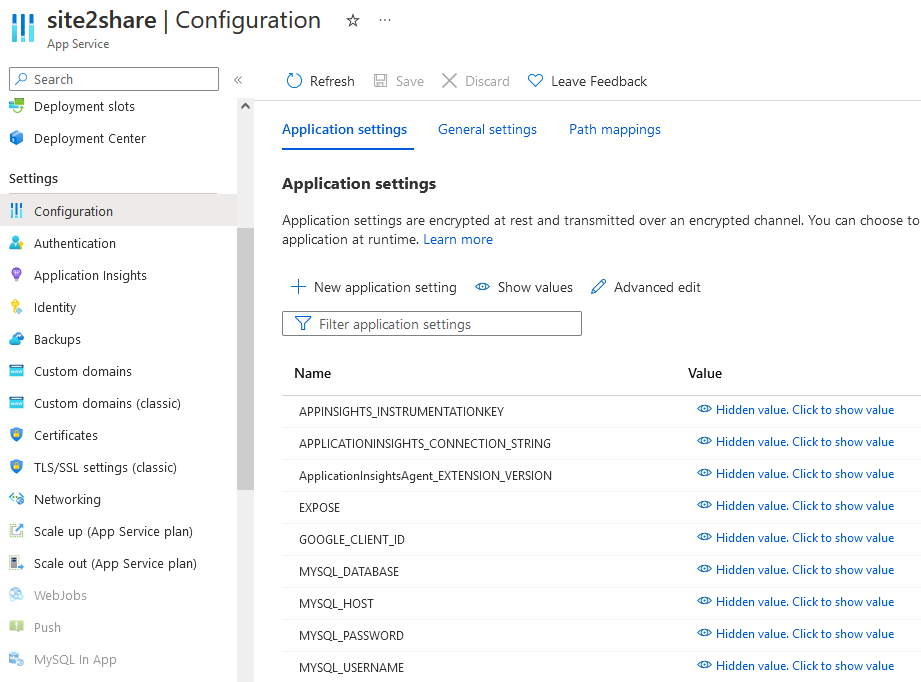 site2share | Configuration ☆ ···
App Service
Search «
Refresh Save Discard Leave Feedback
Deployment slots
Deployment Center
Settings
Configuration
Authentication
Application Insights
Identity
Backups
Custom domains
Custom domains (classic)
Certificates
TLS/SSL settings (classic)
Networking
Scale up (App Service plan)
Scale out (App Service plan)
WebJobs
Push
MySQL In App
Application settings General settings Path mappings
Application settings
Application settings are encrypted at rest and transmitted over an encrypted channel. You can choose to
application at runtime. Learn more
New application setting Show values Advanced edit
Filter application settings
Name Value
APPINSIGHTS_INSTRUMENTATIONKEY Hidden value. Click to show value
APPLICATIONINSIGHTS_CONNECTION_STRING Hidden value. Click to show value
ApplicationInsightsAgent_EXTENSION_VERSION Hidden value. Click to show value
EXPOSE Hidden value. Click to show value
GOOGLE_CLIENT_ID Hidden value. Click to show value
MYSQL_DATABASE Hidden value. Click to show value
MYSQL_HOST Hidden value. Click to show value
MYSQL_PASSWORD Hidden value. Click to show value
MYSQL_USERNAME Hidden value. Click to show value